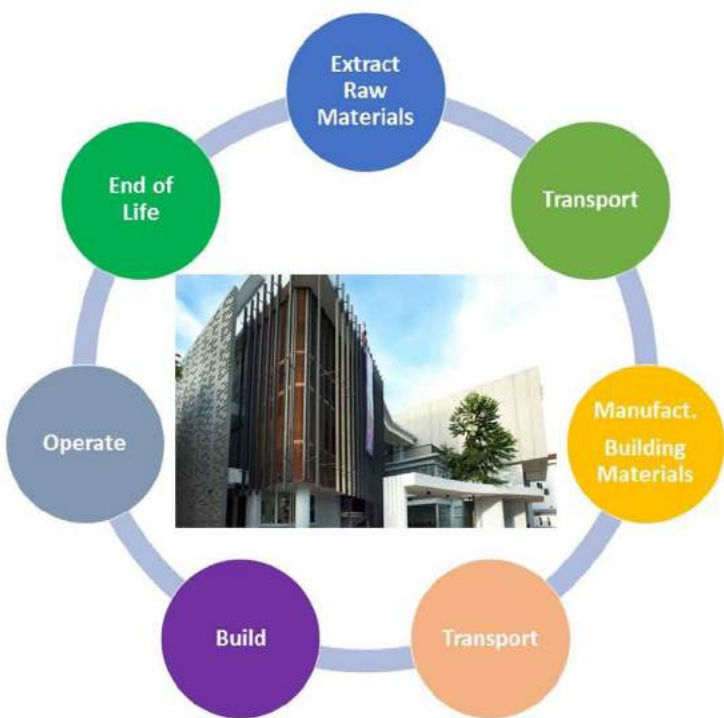 Extract
Raw
Materials
Transport
Manufact.
Building
Materials
Transport
Build
Operate
End of
Life